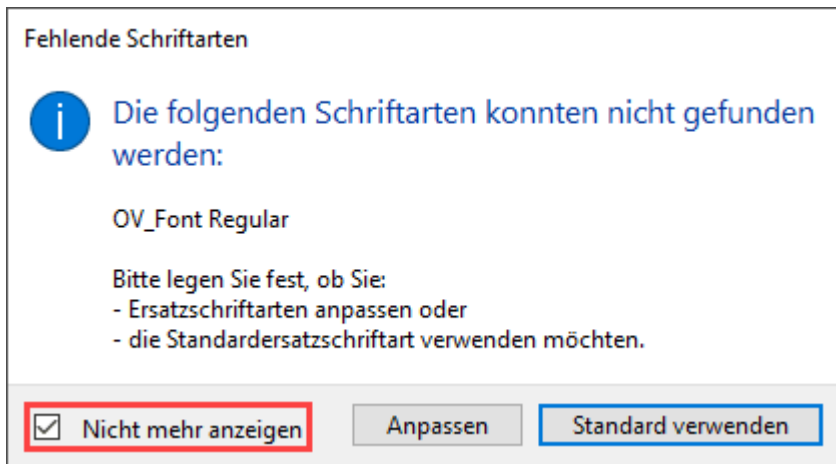 Fehlende Schriftarten
Die folgenden Schriftarten konnten nicht gefunden
werden:
OV_Font Regular
Bitte legen Sie fest, ob Sie:
- Ersatzschriftarten anpassen oder
- die Standardersatzschriftart verwenden möchten.
Nicht mehr anzeigen Anpassen Standard verwenden